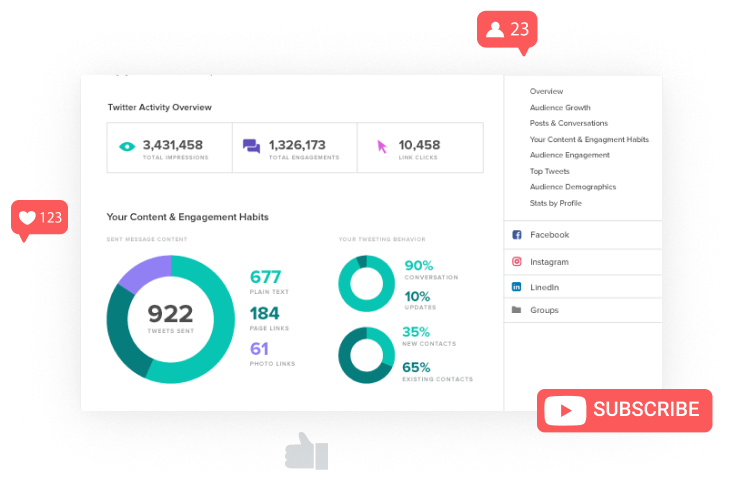 23
Twitter Activity Overview
3,431,458
TOTAL IMPRESSIONS
1,326,173
TOTAL ENGAGEMENTS
10,458
LINK CLICKS
Your Content & Engagement Habits
SENT MESSAGE CONTENT
922
TWEETS SENT
677
PLAIN TEXT
184
PAGE LINKS
61
PHOTO LINKS
YOUR TWEETING BEHAVIOR
90%
CONVERSATION
10%
UPDATES
35%
NEW CONTACTS
65%
EXISTING CONTACTS
Overview
Audience Growth
Posts & Conversations
Your Content & Engagment Habits
Audience Engagement
Top Tweets
Audience Demographics
Stats by Profile
Facebook
Instagram
LinedIn
Groups
123
SUBSCRIBE